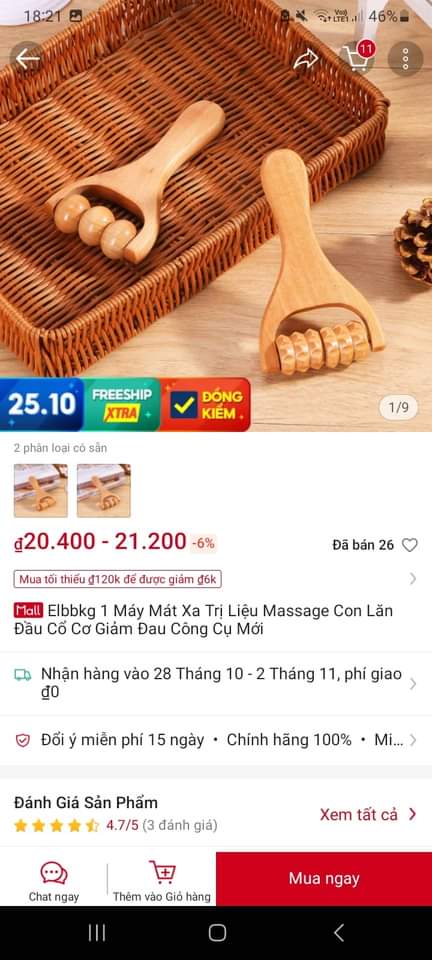 18:21
46%
11
25.10
FREESHIP
XTRA
ĐỒNG
KIỂM
1/9
2 phân loại có sẵn
₫20.400 - 21.200 -6%
Đã bán 26
Mua tối thiểu ₫120k để được giảm ₫6k
Mall Elbbkg 1 Máy Mát Xa Trị Liệu Massage Con Lăn
Đầu Cổ Cơ Giảm Đau Công Cụ Mới
Nhận hàng vào 28 Tháng 10 - 2 Tháng 11, phí giao
₫0
Đổi ý miễn phí 15 ngày • Chính hãng 100% • Mi...
Đánh Giá Sản Phẩm
Xem tất cả
4.7/5 (3 đánh giá)
Chat ngay
Thêm vào Giỏ hàng
Mua ngay